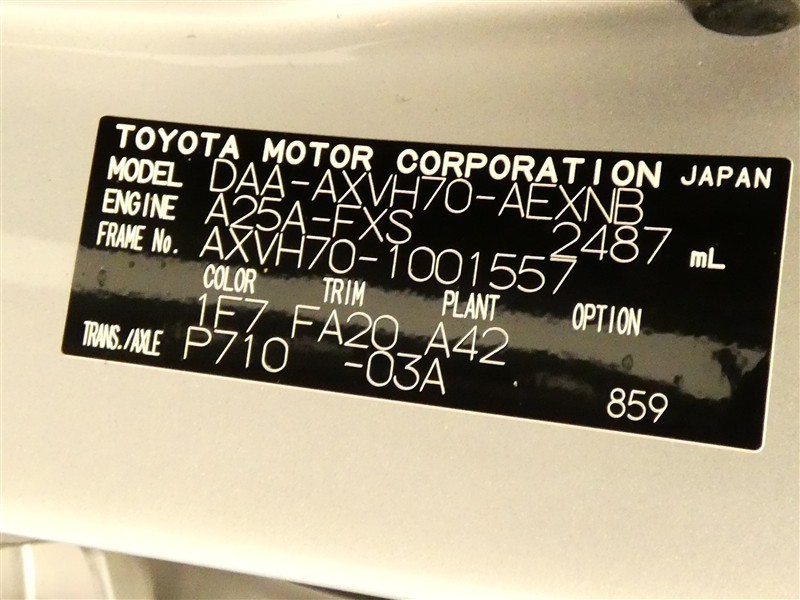 TOYOTA MOTOR CORPORATION JAPAN
MODEL DAA-AXVH70-AEXNB
ENGINE A25A-FXS 2487 mL
FRAME No. AXVH70-1001557
COLOR TRIM PLANT OPTION
1F7 FA20 A42
TRANS./AXLE P710 -03A
859